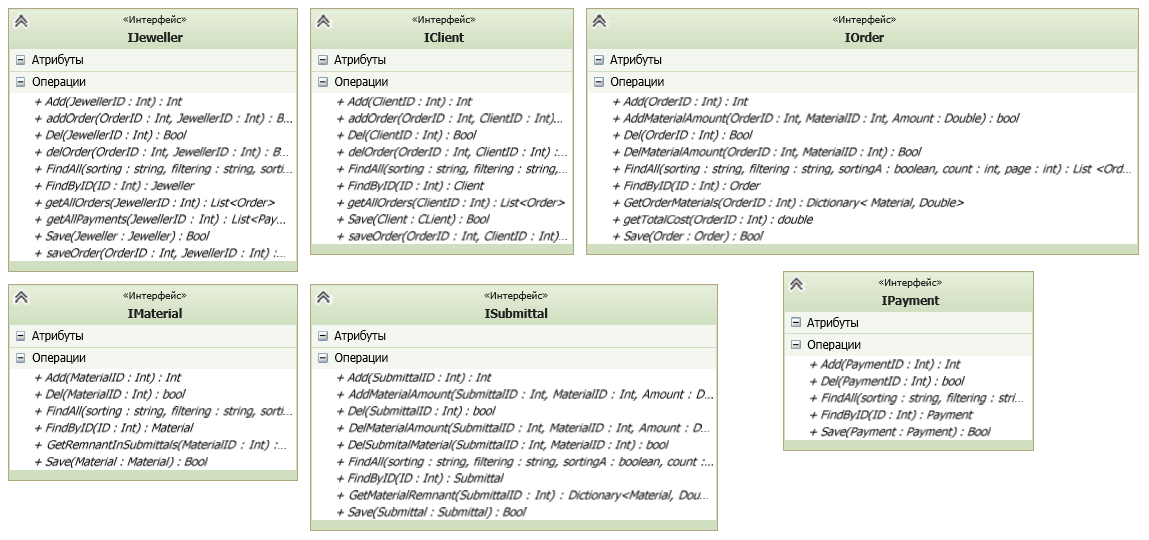 «Интерфейс»
IJeweller
Атрибуты
Операции
+ Add(JewellerID : Int) : Int
+ addOrder(OrderID : Int, JewellerID : Int) : B...
+ Del(JewellerID : Int) : Bool
+ delOrder(OrderID : Int, JewellerID : Int) : B...
+ FindAll(sorting : string, filtering : string, sorti...
+ FindByID(ID : Int) : Jeweller
+ getAllOrders(JewellerID : Int) : List<Order>
+ getAllPayments(JewellerID : Int) : List<Pay...
+ Save(Jeweller : Jeweller) : Bool
+ saveOrder(OrderID : Int, JewellerID : Int) :...
«Интерфейс»
IClient
Атрибуты
Операции
+ Add(ClientID : Int) : Int
+ addOrder(OrderID : Int, ClientID : Int)...
+ Del(ClientID : Int) : Bool
+ delOrder(OrderID : Int, ClientID : Int) :...
+ FindAll(sorting : string, filtering : string,...
+ FindByID(ID : Int) : Client
+ getAllOrders(ClientID : Int) : List<Order>
+ Save(Client : CLient) : Bool
+ saveOrder(OrderID : Int, ClientID : Int)...
«Интерфейс»
IOrder
Атрибуты
Операции
+ Add(OrderID : Int) : Int
+ AddMaterialAmount(OrderID : Int, MaterialID : Int, Amount : Double) : bool
+ Del(OrderID : Int) : Bool
+ DelMaterialAmount(OrderID : Int, MaterialID : Int) : Bool
+ FindAll(sorting : string, filtering : string, sortingA : boolean, count : int, page : int) : List <Ord...
+ FindByID(ID : Int) : Order
+ GetOrderMaterials(OrderID : Int) : Dictionary< Material, Double>
+ getTotalCost(OrderID : Int) : double
+ Save(Order : Order) : Bool
«Интерфейс»
IMaterial
Атрибуты
Операции
+ Add(MaterialID : Int) : Int
+ Del(MaterialID : Int) : bool
+ FindAll(sorting : string, filtering : string, sorti...
+ FindByID(ID : Int) : Material
+ GetRemnantInSubmittals(MaterialID : Int) :...
+ Save(Material : Material) : Bool
«Интерфейс»
ISubmittal
Атрибуты
Операции
+ Add(SubmittalID : Int) : Int
+ AddMaterialAmount(SubmittalID : Int, MaterialID : Int, Amount : D...
+ Del(SubmittalID : Int) : bool
+ DelMaterialAmount(SubmittalID : Int, MaterialID : Int, Amount : D...
+ DelSubmitalMaterial(SubmittalID : Int, MaterialID : Int) : bool
+ FindAll(sorting : string, filtering : string, sortingA : boolean, count :...
+ FindByID(ID : Int) : Submittal
+ GetMaterialRemnant(SubmittalID : Int) : Dictionary<Material, Dou...
+ Save(Submittal : Submittal) : Bool
«Интерфейс»
IPayment
Атрибуты
Операции
+ Add(PaymentID : Int) : Int
+ Del(PaymentID : Int) : bool
+ FindAll(sorting : string, filtering : stri...
+ FindByID(ID : Int) : Payment
+ Save(Payment : Payment) : Bool